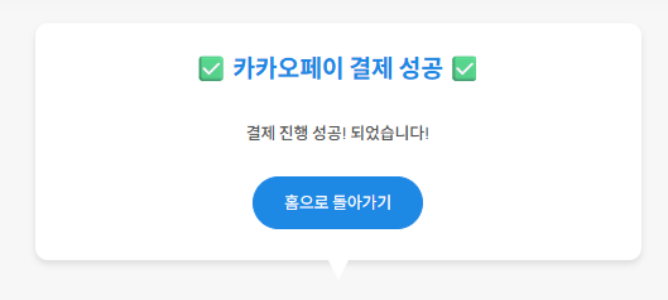 ✅ 카카오페이 결제 성공 ✅
결제 진행 성공! 되었습니다!
홈으로 돌아가기